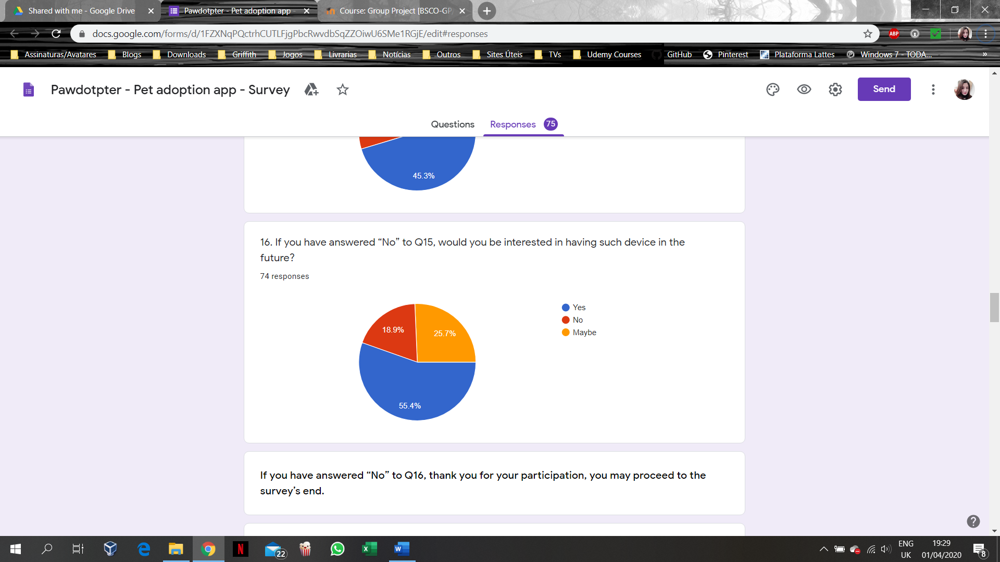 Shared with me - Google Drive
Pawdotpter - Pet adoption app -
Course: Group Project [BSCO-GP
docs.google.com/forms/d/1FZXNqPQctrhCUTLFjgPbcRwvdbSqZZOiwU6SMe1RGjE/edit#responses
ABP
Assinaturas/Avatares Blogs Downloads Griffith Jogos Livrarias Notícias Outros Sites Úteis TVs Udemy Courses GitHub Pinterest Plataforma Lattes Windows 7 - TODA... »
Pawdotpter - Pet adoption app - Survey
Send
Questions Responses 75
45.3%
16. If you have answered “No” to Q15, would you be interested in having such device in the
future?
74 responses
Yes
No
Maybe
18.9%
25.7%
55.4%
If you have answered “No” to Q16, thank you for your participation, you may proceed to the
survey’s end.
?
N
22
X
W
ENG
UK
19:29
01/04/2020
8